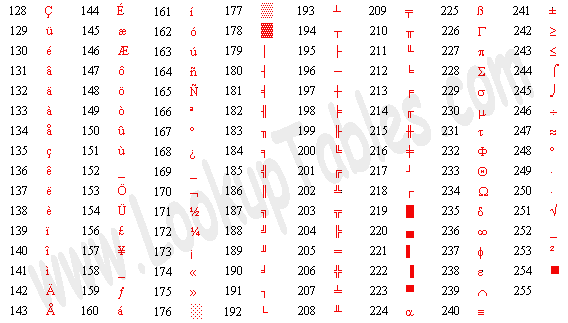 128 Ç 144 É 161 í 177 ▒ 193 ┴ 209 ╤ 225 ß 241 ±
129 ü 145 æ 162 ó 178 ▓ 194 ┬ 210 ╥ 226 Γ 242 ≥
130 é 146 Æ 163 ú 179 │ 195 ├ 211 ╙ 227 π 243 ≤
131 â 147 ô 164 ñ 180 ┤ 196 ─ 212 ╘ 228 Σ 244 ⌠
132 ä 148 ö 165 Ñ 181 ╡ 197 ┼ 213 ╒ 229 σ 245 ⌡
133 à 149 ò 166 ª 182 ╢ 198 ╞ 214 ╓ 230 µ 246 ÷
134 å 150 û 167 º 183 ╖ 199 ╟ 215 ╫ 231 τ 247 ≈
135 ç 151 ù 168 ¿ 184 ╕ 200 ╚ 216 ╪ 232 Φ 248 °
136 ê 152 _ 169 _ 185 ╣ 201 ╔ 217 ┘ 233 Θ 249 ·
137 ë 153 Ö 170 ¬ 186 ║ 202 ╩ 218 ┌ 234 Ω 250 ·
138 è 154 Ü 171 ½ 187 ╗ 203 ╦ 219 █ 235 δ 251 √
139 ï 156 £ 172 ¼ 188 ╝ 204 ╠ 220 ▄ 236 ∞ 252 _
140 î 157 ¥ 173 ¡ 189 ╜ 205 ═ 221 ▌ 237 φ 253 ²
141 ì 158 _ 174 « 190 ╛ 206 ╬ 222 ▐ 238 ε 254 ■
142 Ä 159 ƒ 175 » 191 ┐ 207 ╧ 223 ▀ 239 ∩ 255
143 Å 160 á 176 ░ 192 └ 208 ╨ 224 α 240 ≡
www.LookupTables.com